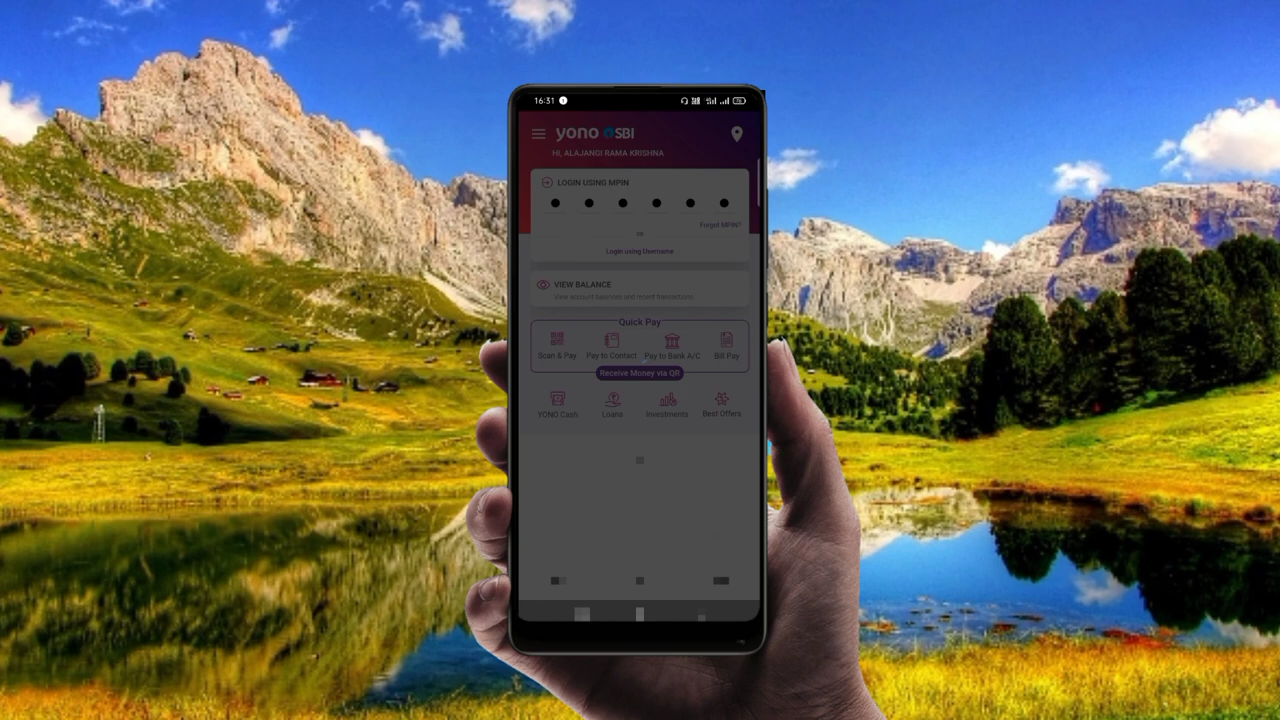 16:31
yono SBI
HI, ALAJANGI RAMA KRISHNA
LOGIN USING MPIN
Forgot MPIN?
OR
Login using Username
VIEW BALANCE
View account balances and recent transactions
Quick Pay
Scan & Pay Pay to Contact Pay to Bank A/C Bill Pay
Receive Money via QR
YONO Cash Loans Investments Best Offers